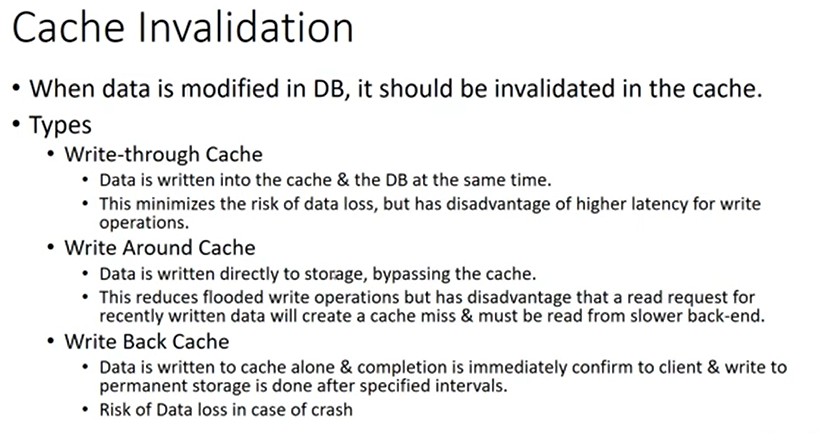 Cache Invalidation
• When data is modified in DB, it should be invalidated in the cache.
• Types
• Write-through Cache
• Data is written into the cache & the DB at the same time.
• This minimizes the risk of data loss, but has disadvantage of higher latency for write
operations.
• Write Around Cache
• Data is written directly to storage, bypassing the cache.
• This reduces flooded write operations but has disadvantage that a read request for
recently written data will create a cache miss & must be read from slower back-end.
• Write Back Cache
• Data is written to cache alone & completion is immediately confirm to client & write to
permanent storage is done after specified intervals.
• Risk of Data loss in case of crash